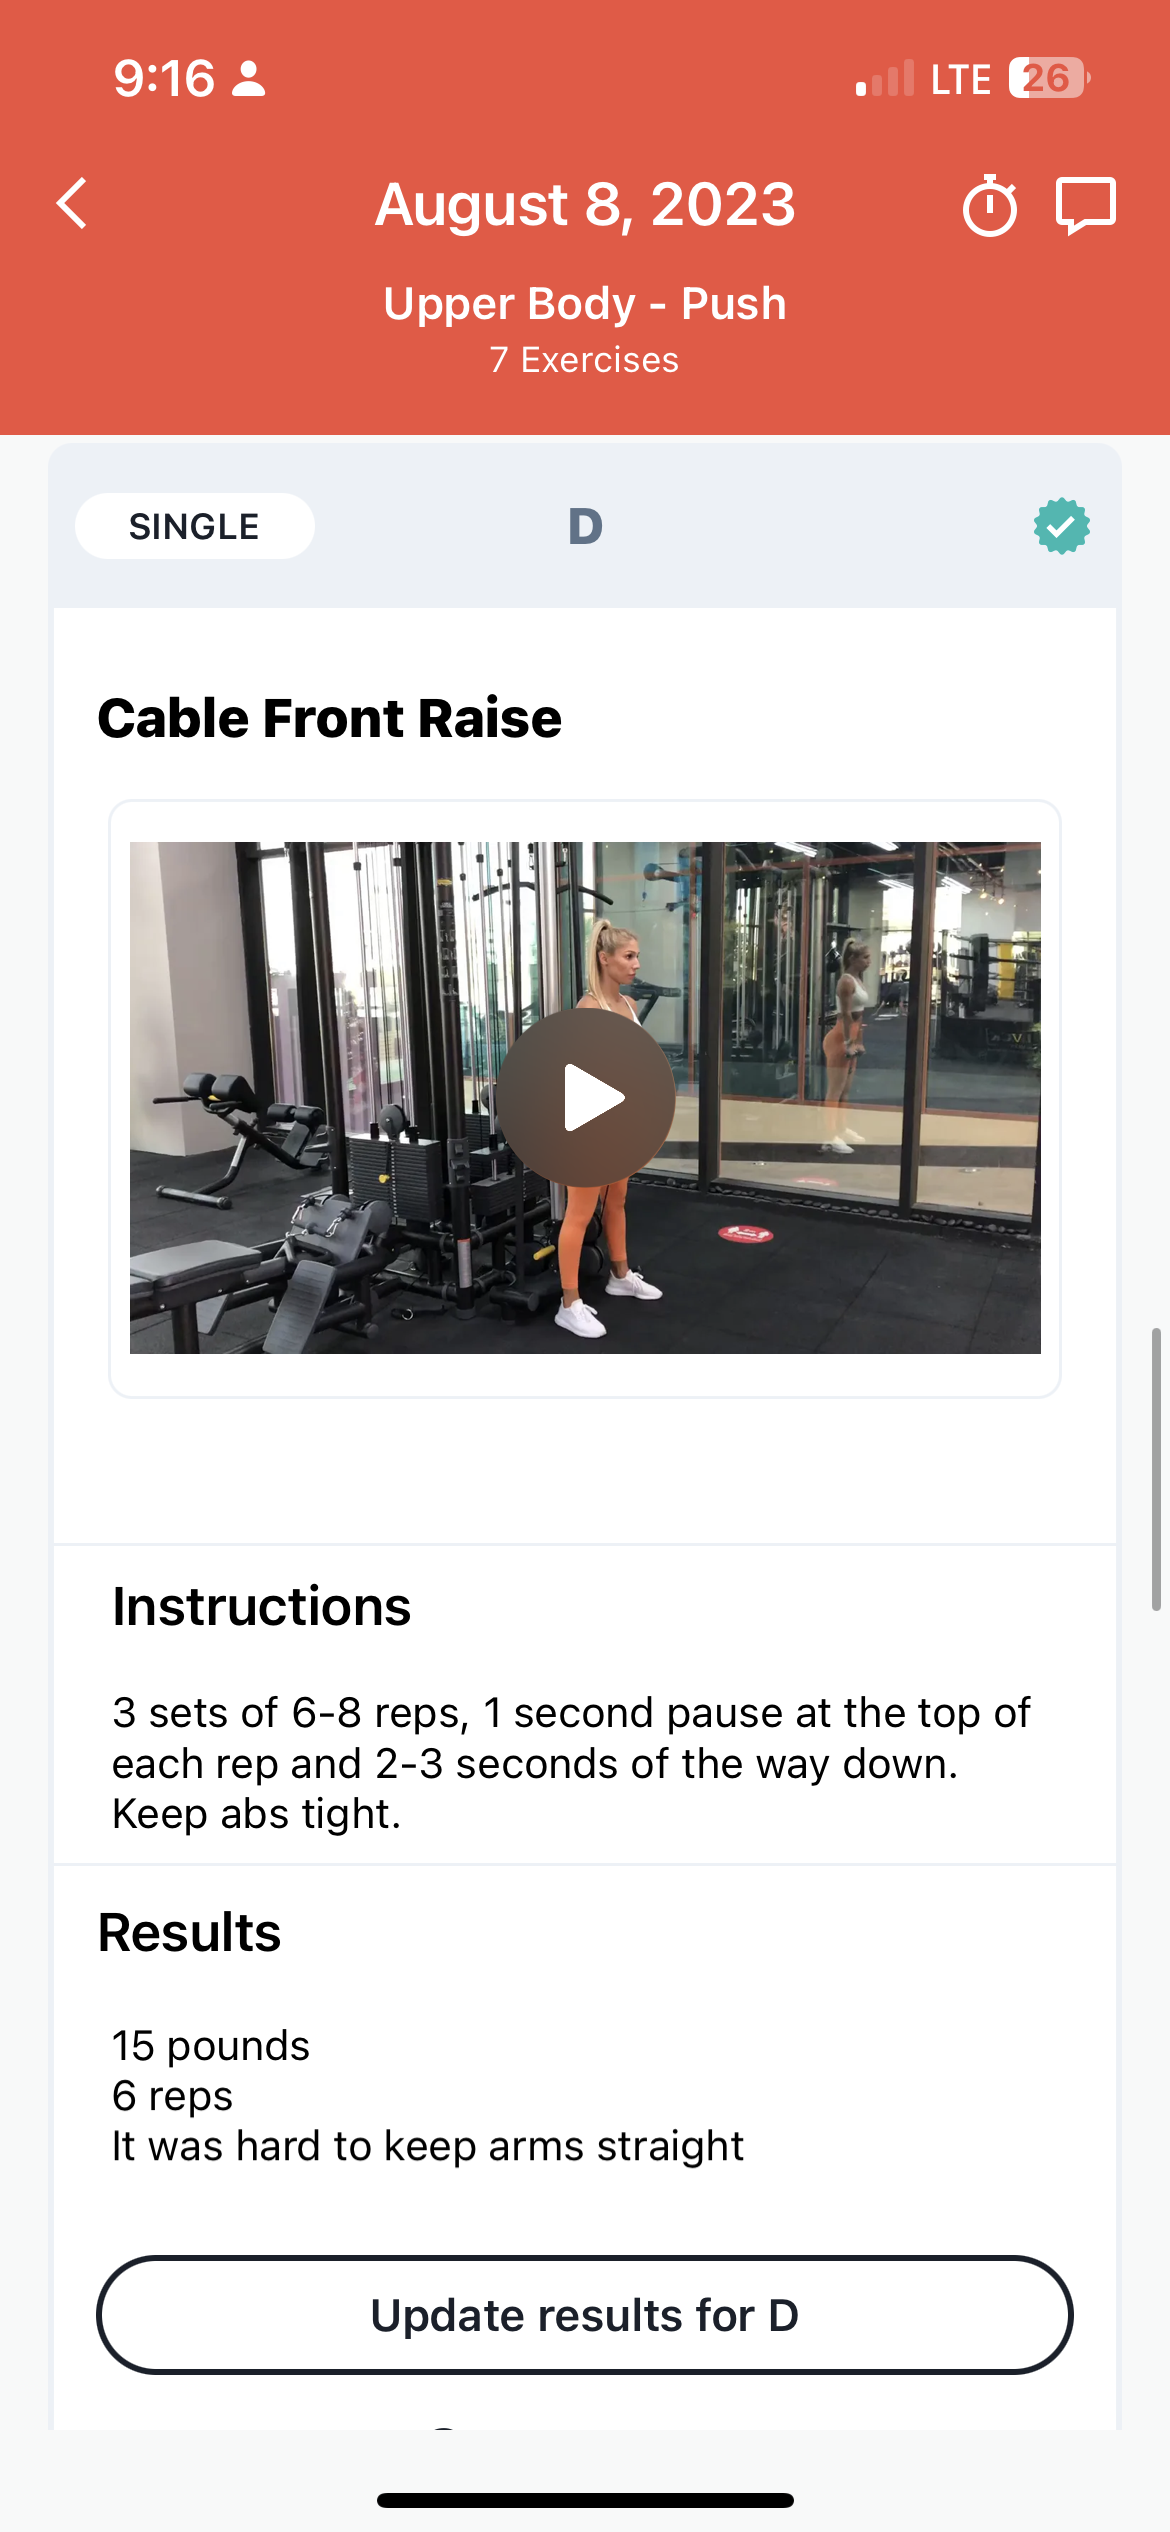 9:16
LTE
26
August 8, 2023
Upper Body - Push
7 Exercises
SINGLE
D
Cable Front Raise
Instructions
3 sets of 6-8 reps, 1 second pause at the top of
each rep and 2-3 seconds of the way down.
Keep abs tight.
Results
15 pounds
6 reps
It was hard to keep arms straight
Update results for D